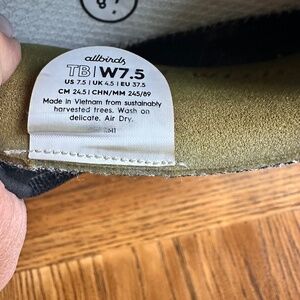 allbirds
TB|W7.5
US 7.5 | UK 4.5 | EU 37.5
CM 24.5 | CHN/MM 245/89
Made in Vietnam from sustainably
harvested trees. Wash on
delicate. Air Dry.